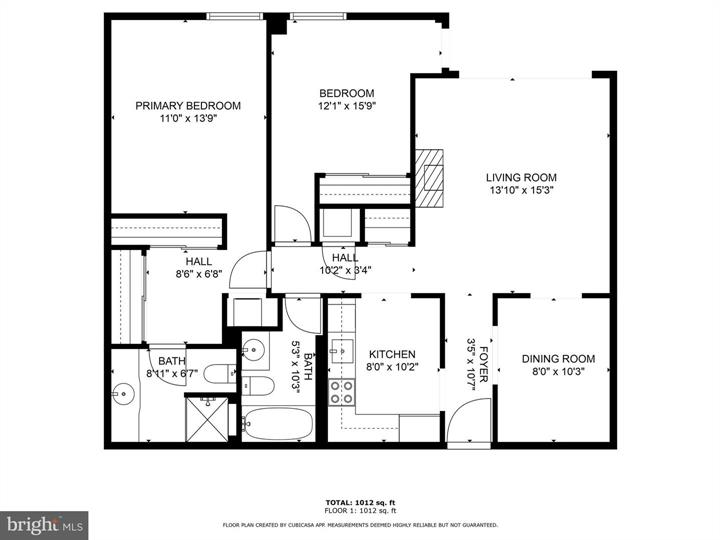 PRIMARY BEDROOM
11'0" x 13'9"
BEDROOM
12'1" x 15'9"
LIVING ROOM
13'10" x 15'3"
HALL
8'6" x 6'8"
HALL
10'2" x 3'4"
BATH
8'11" x 6'7"
BATH
5'3" x 10'3"
KITCHEN
8'0" x 10'2"
FOYER
3'5" x 10'7"
DINING ROOM
8'0" x 10'3"
TOTAL: 1012 sq. ft
FLOOR 1: 1012 sq. ft
FLOOR PLAN CREATED BY CUBICASA APP. MEASUREMENTS DEEMED HIGHLY RELIABLE BUT NOT GUARANTEED.
bright MLS